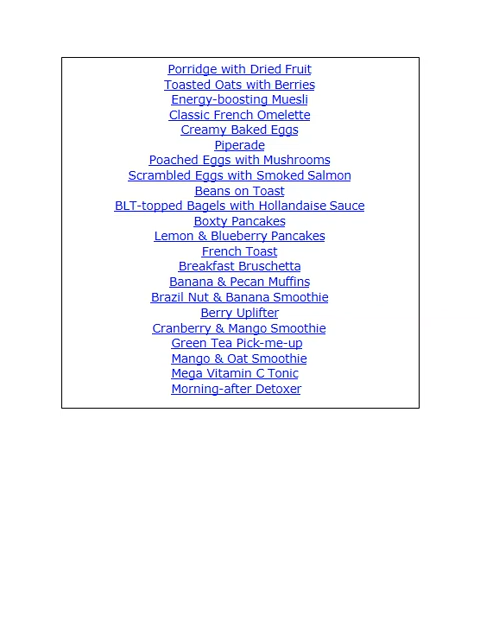 Porridge with Dried Fruit
Toasted Oats with Berries
Energy-boosting Muesli
Classic French Omelette
Creamy Baked Eggs
Piperade
Poached Eggs with Mushrooms
Scrambled Eggs with Smoked Salmon
Beans on Toast
BLT-topped Bagels with Hollandaise Sauce
Boxty Pancakes
Lemon & Blueberry Pancakes
French Toast
Breakfast Bruschetta
Banana & Pecan Muffins
Brazil Nut & Banana Smoothie
Berry Uplifter
Cranberry & Mango Smoothie
Green Tea Pick-me-up
Mango & Oat Smoothie
Mega Vitamin C Tonic
Morning-after Detoxer